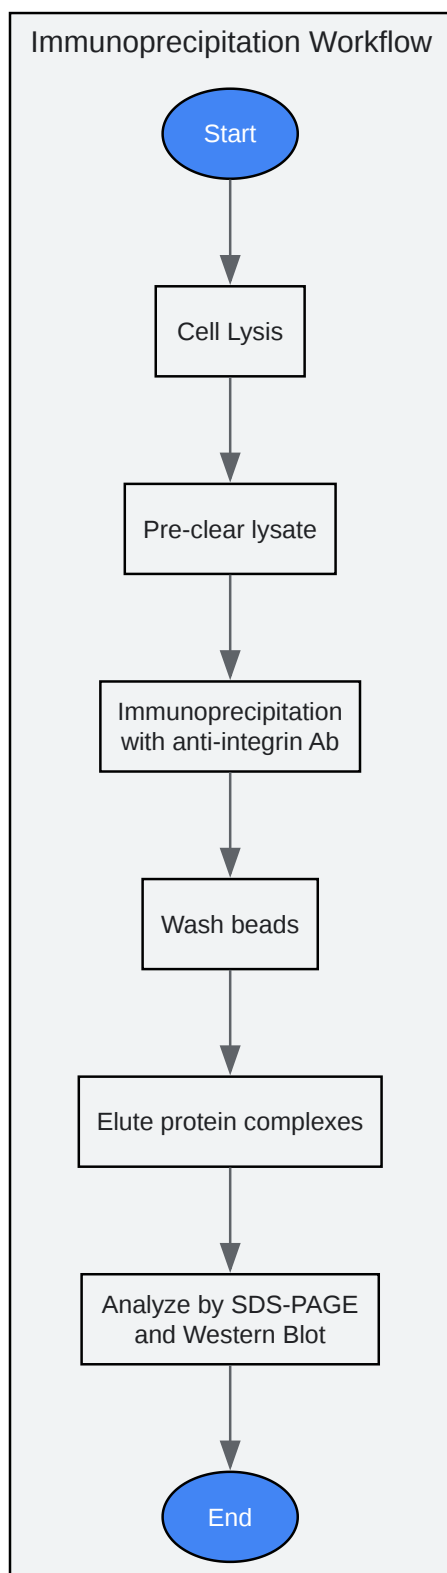 Immunoprecipitation Workflow
Start
Cell Lysis
Pre-clear lysate
Immunoprecipitation
with anti-integrin Ab
Wash beads
Elute protein complexes
Analyze by SDS-PAGE
and Western Blot
End